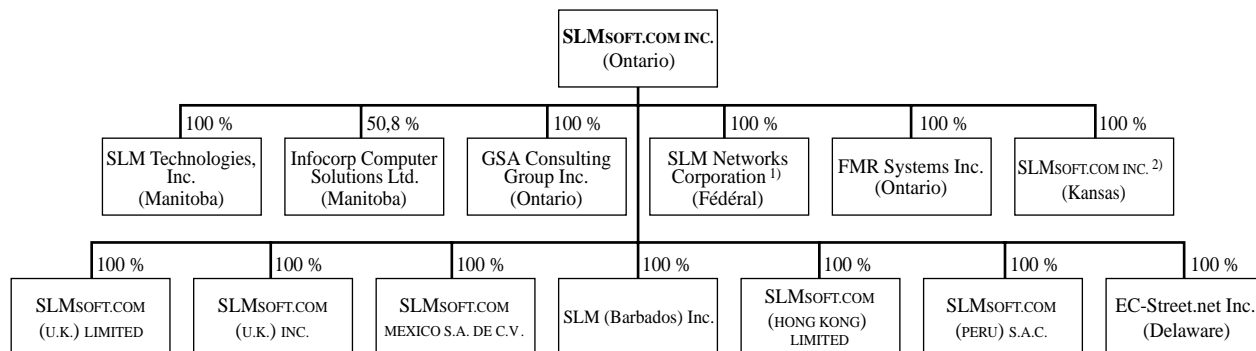 SLMSOFT.COM INC.
(Ontario)
100 %
50,8 %
100 %
100 %
100 %
100 %
SLM Technologies,
Inc.
(Manitoba)
Infocorp Computer
Solutions Ltd.
(Manitoba)
GSA Consulting
Group Inc.
(Ontario)
SLM Networks
Corporation 1)
(Fédéral)
FMR Systems Inc.
(Ontario)
SLMSOFT.COM INC. 2)
(Kansas)
100 %
100 %
100 %
100 %
100 %
100 %
100 %
SLMSOFT.COM
(U.K.) LIMITED
SLMSOFT.COM
(U.K.) INC.
SLMSOFT.COM
MEXICO S.A. DE C.V.
SLM (Barbados) Inc.
SLMSOFT.COM
(HONG KONG)
LIMITED
SLMSOFT.COM
(PERU) S.A.C.
EC-Street.net Inc.
(Delaware)